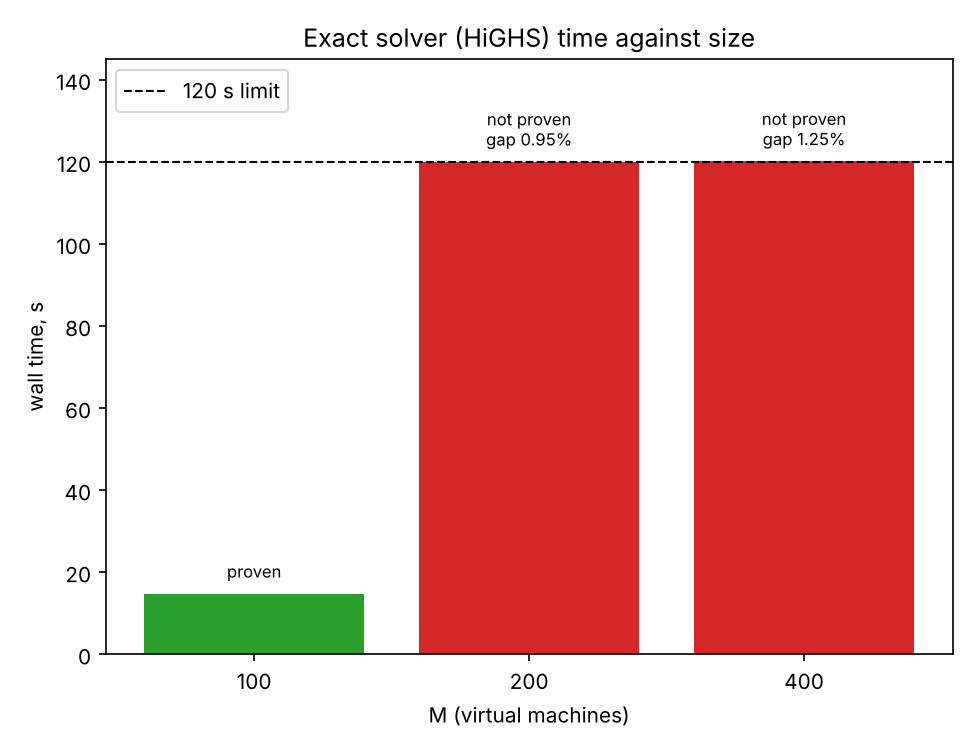 Exact solver (HiGHS) time against size
120 s limit
140
120
100
80
60
40
20
0
wall time, s
not proven
gap 0.95%
not proven
gap 1.25%
proven
100
200
400
M (virtual machines)